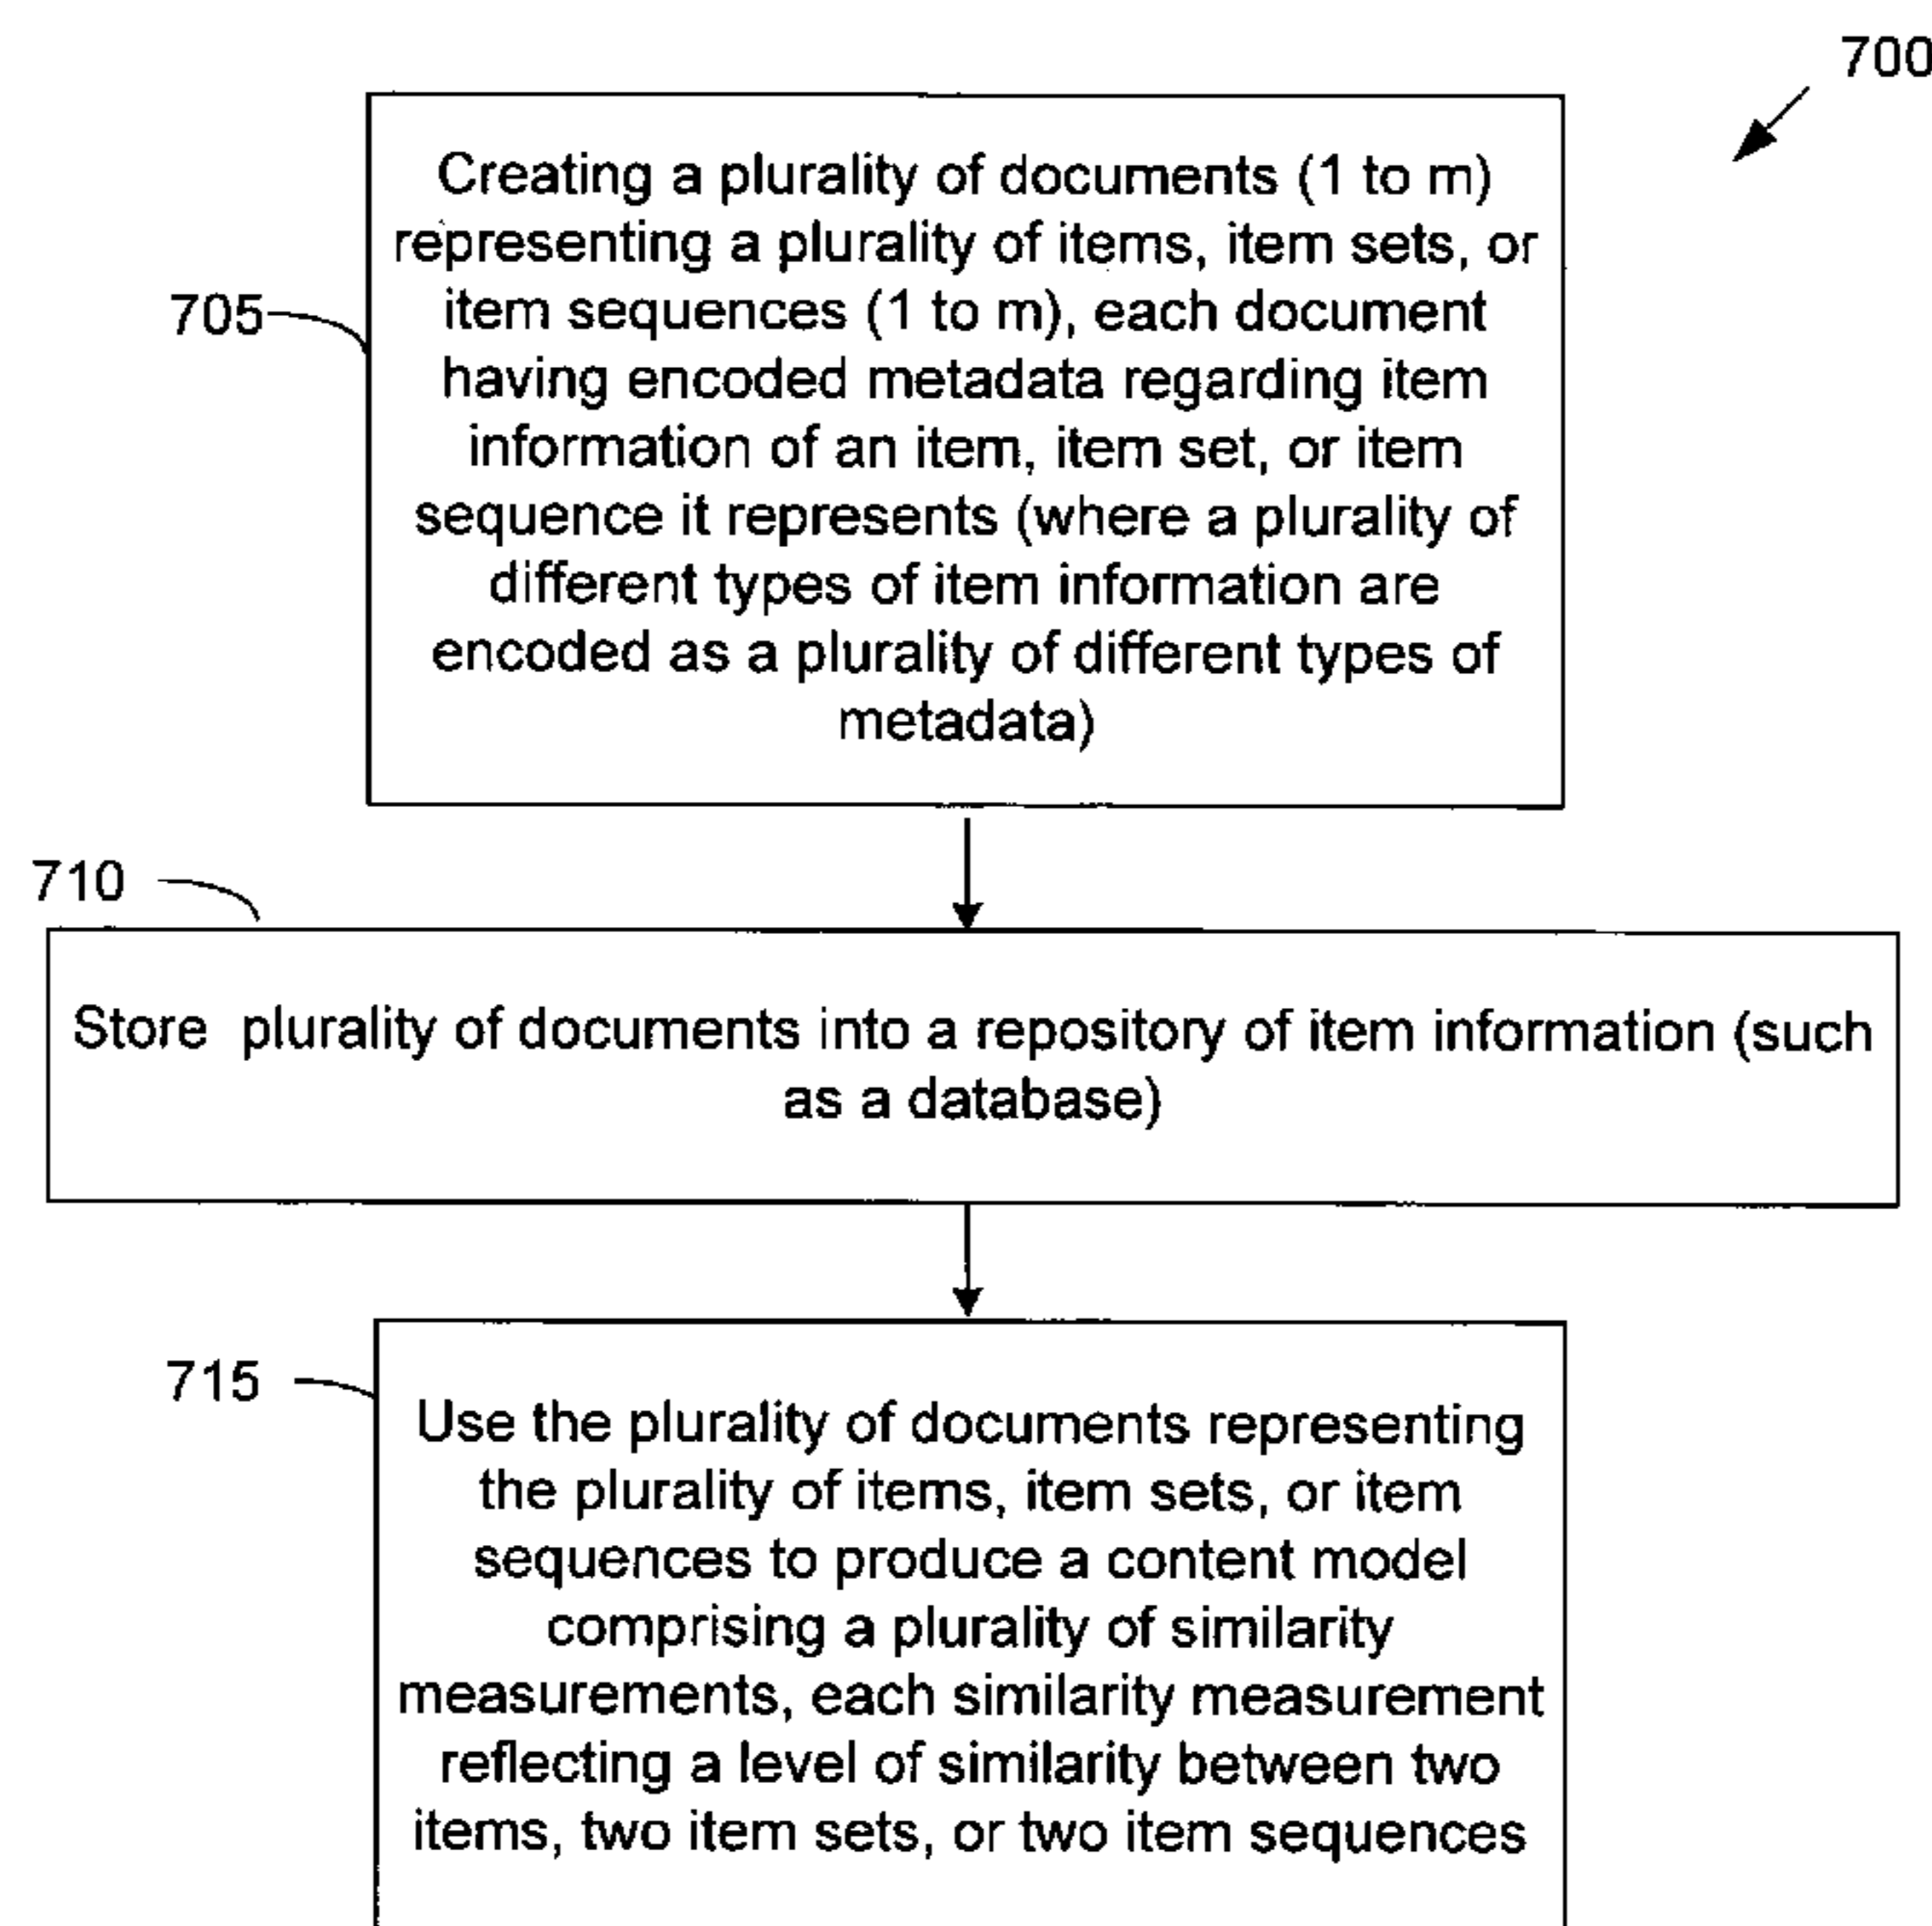 700
Creating a plurality of documents (1 to m)
representing a plurality of items, item sets, or
item sequences (1 to m), each document
having encoded metadata regarding item
information of an item, item set, or item
sequence it represents (where a plurality of
different types of item information are
encoded as a plurality of different types of
metadata)
705
710
Store plurality of documents into a repository of item information (such
as a database)
715
Use the plurality of documents representing
the plurality of items, item sets, or item
sequences to produce a content model
comprising a plurality of similarity
measurements, each similarity measurement
reflecting a level of similarity between two
items, two item sets, or two item sequences